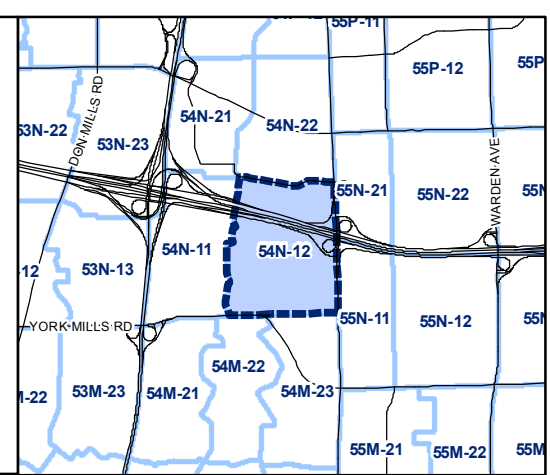 55P-11
55P-12
55P
54N-21
54N-22
53N-22
DON MILLS RD
53N-23
55N-21
55N-22
55N
WARDEN AVE
54N-11
54N-12
12
53N-13
55N-11
55N-12
55N
YORK MILLS RD
54M-22
M-22
53M-23
54M-21
54M-23
55M-21
55M-22
55M